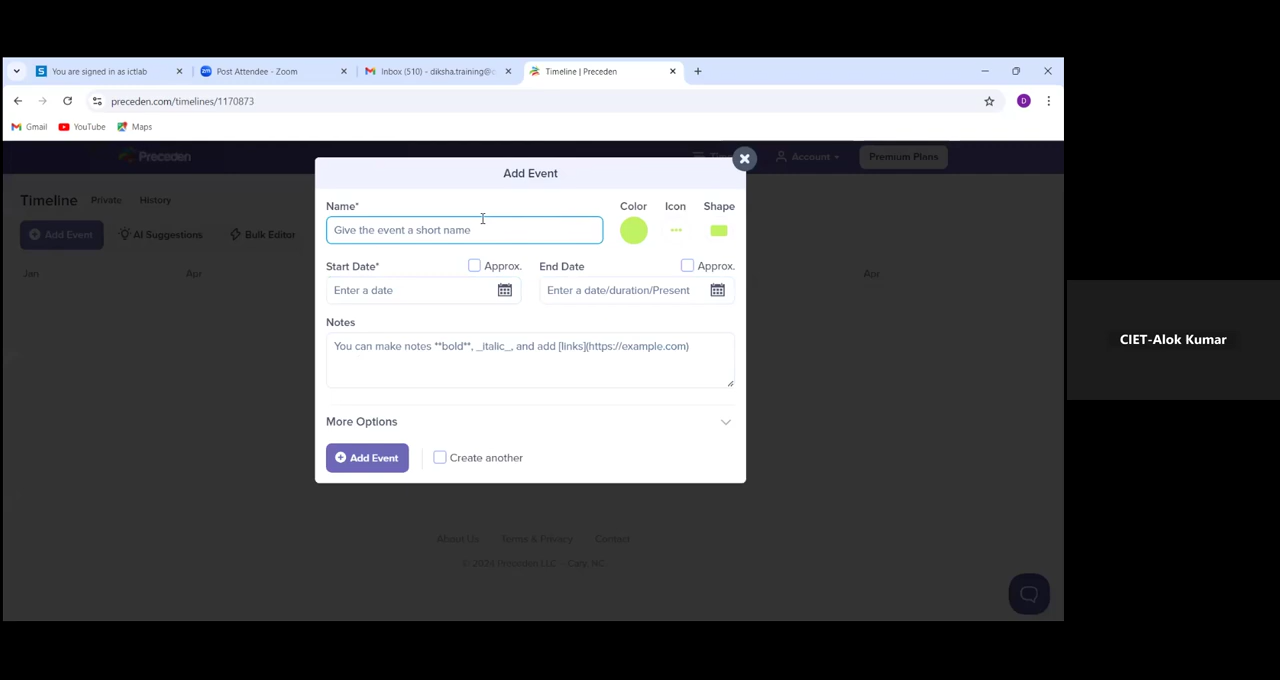 You are signed in as ictlab
Post Attendee - Zoom
Inbox (510) - diksha.training@
Timeline | Preceden
preceden.com/timelines/1170873
D
Gmail
YouTube
Maps
Preceden
Account
Premium Plans
Timeline
Private
History
Add Event
AI Suggestions
Bulk Editor
Jan
Apr
Apr
Add Event
Name*
Color
Icon
Shape
Give the event a short name
Start Date*
Approx.
End Date
Approx.
Enter a date
Enter a date/duration/Present
Notes
You can make notes **bold**, _italic_, and add [links](https://example.com)
More Options
Add Event
Create another
About Us
Terms & Privacy
Contact
© 2024 Preceden LLC – Cary, NC
CIET-Alok Kumar